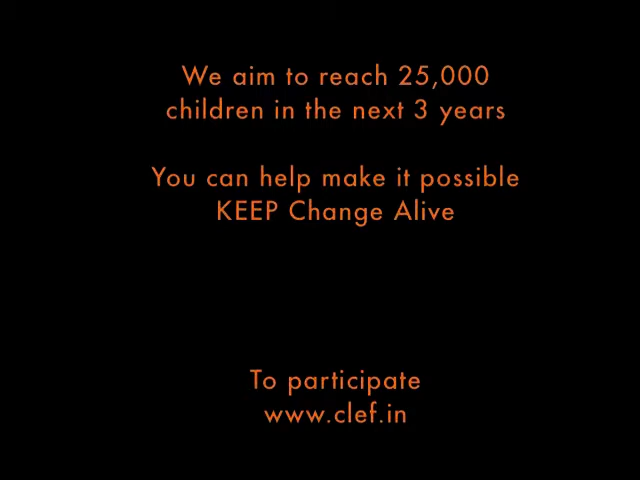 We aim to reach 25,000
children in the next 3 years
You can help make it possible
KEEP Change Alive
To participate
www.clef.in